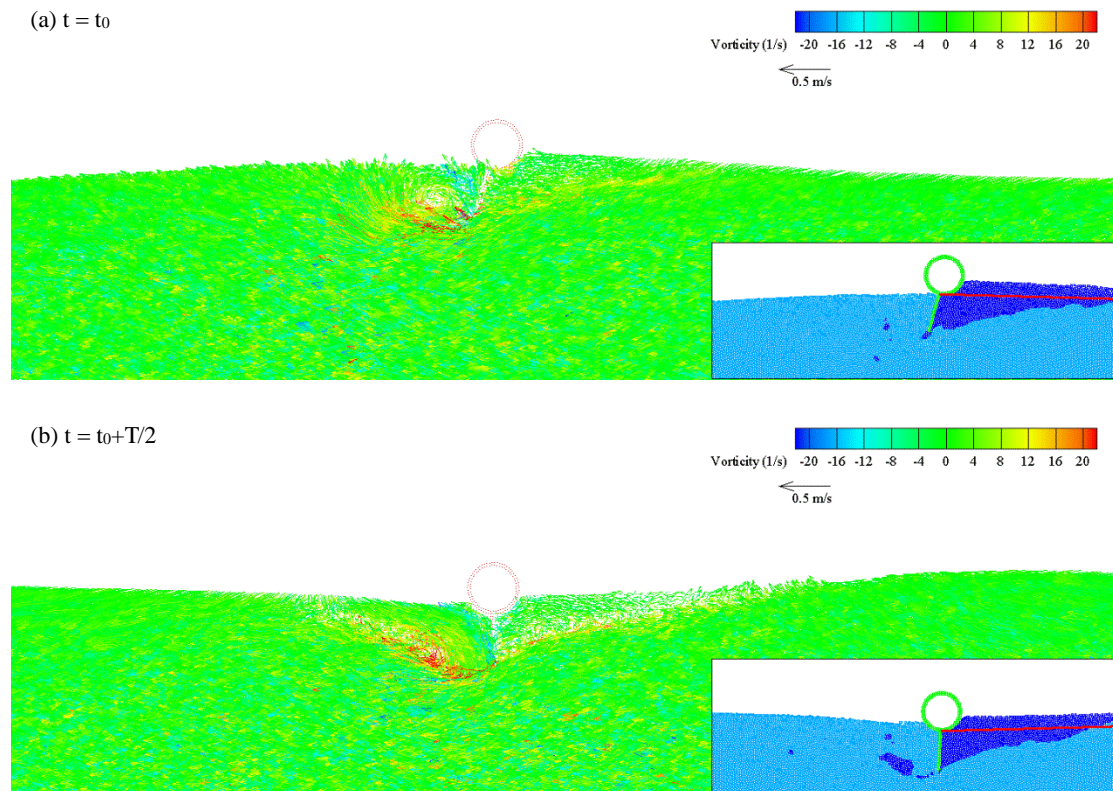 (a) t = t0
Vorticity (1/s) -20 -16 -12 -8 -4 0 4 8 12 16 20
0.5 m/s
(b) t = t0+T/2
Vorticity (1/s) -20 -16 -12 -8 -4 0 4 8 12 16 20
0.5 m/s